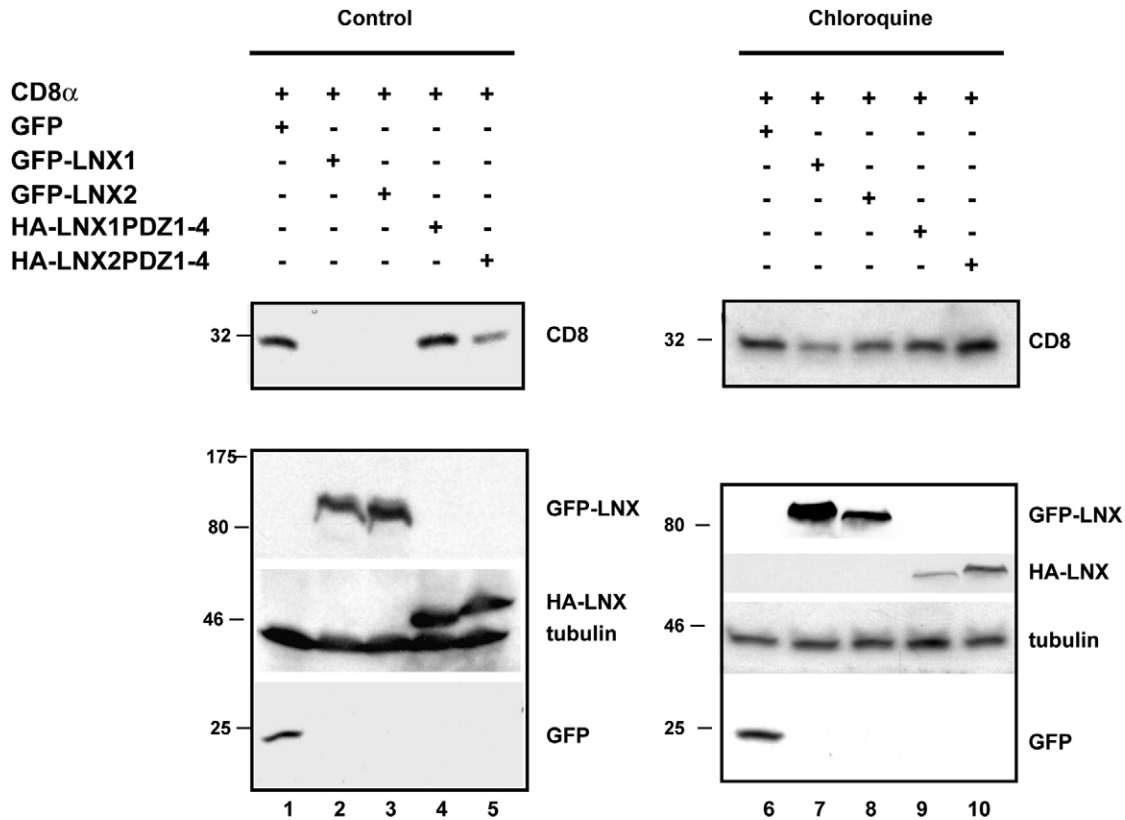 Control Chloroquine
CD8α + + + + + + + + + +
GFP + - - - - + - - - -
GFP-LNX1 - + - - - - + - - -
GFP-LNX2 - - + - - - - + - -
HA-LNX1PDZ1-4 - - - + - - - - + -
HA-LNX2PDZ1-4 - - - - + - - - - +
32 CD8 32 CD8
175
80 GFP-LNX 80 GFP-LNX
HA-LNX HA-LNX
46 tubulin 46 tubulin
25 GFP 25 GFP
1 2 3 4 5 6 7 8 9 10